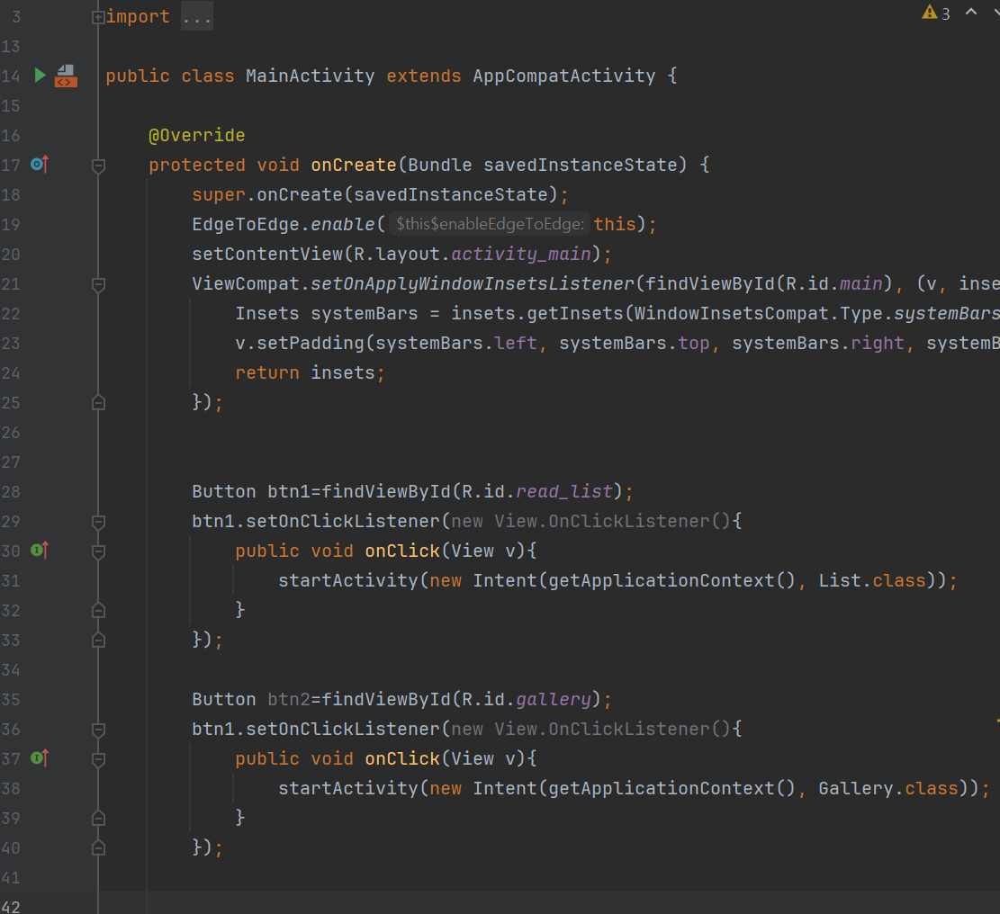 3 import ...
13
14 public class MainActivity extends AppCompatActivity {
15
16 @Override
17 protected void onCreate(Bundle savedInstanceState) {
18 super.onCreate(savedInstanceState);
19 EdgeToEdge.enable( $this$enableEdgeToEdge: this);
20 setContentView(R.layout.activity_main);
21 ViewCompat.setOnApplyWindowInsetsListener(findViewById(R.id.main), (v, inse
22 Insets systemBars = insets.getInsets(WindowInsetsCompat.Type.systemBars
23 v.setPadding(systemBars.left, systemBars.top, systemBars.right, systemB
24 return insets;
25 });
26
27
28 Button btn1=findViewById(R.id.read_list);
29 btn1.setOnClickListener(new View.OnClickListener(){
30 public void onClick(View v){
31 startActivity(new Intent(getApplicationContext(), List.class));
32 }
33 });
34
35 Button btn2=findViewById(R.id.gallery);
36 btn1.setOnClickListener(new View.OnClickListener(){
37 public void onClick(View v){
38 startActivity(new Intent(getApplicationContext(), Gallery.class));
39 }
40 });
41
42
3